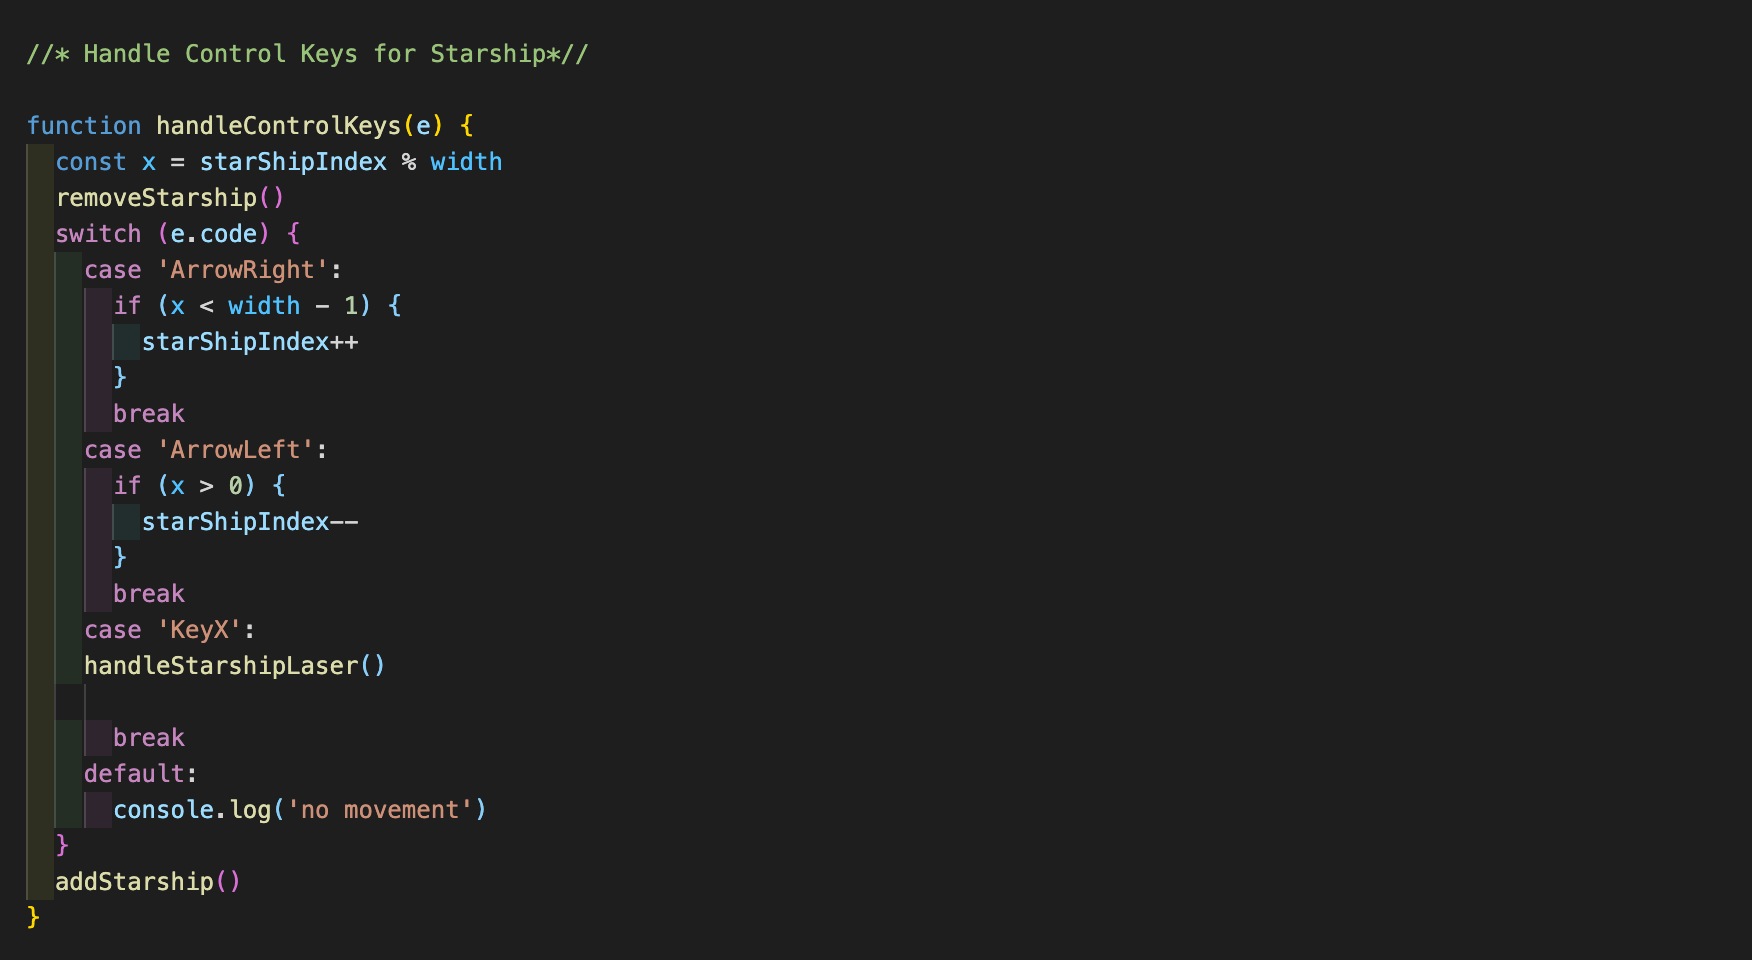 //* Handle Control Keys for Starship*//
function handleControlKeys(e) {
const x = starShipIndex % width
removeStarship()
switch (e.code) {
case 'ArrowRight':
if (x < width - 1) {
starShipIndex++
}
break
case 'ArrowLeft':
if (x > 0) {
starShipIndex--
}
break
case 'KeyX':
handleStarshipLaser()
break
default:
console.log('no movement')
}
addStarship()
}